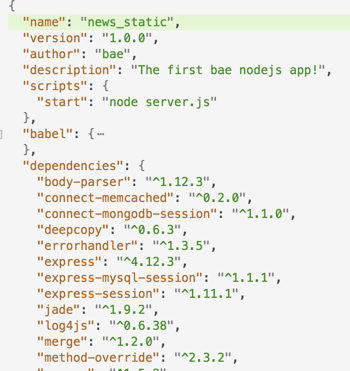 {
"name": "news_static",
"version": "1.0.0",
"author": "bae",
"description": "The first bae nodejs app!",
"scripts": {
"start": "node server.js"
},
"babel": {…
},
"dependencies": {
"body-parser": "^1.12.3",
"connect-memcached": "^0.2.0",
"connect-mongodb-session": "^1.1.0",
"deepcopy": "^0.6.3",
"errorhandler": "^1.3.5",
"express": "^4.12.3",
"express-mysql-session": "^1.1.1",
"express-session": "^1.11.1",
"jade": "^1.9.2",
"log4js": "^0.6.38",
"merge": "^1.2.0",
"method-override": "^2.3.2",